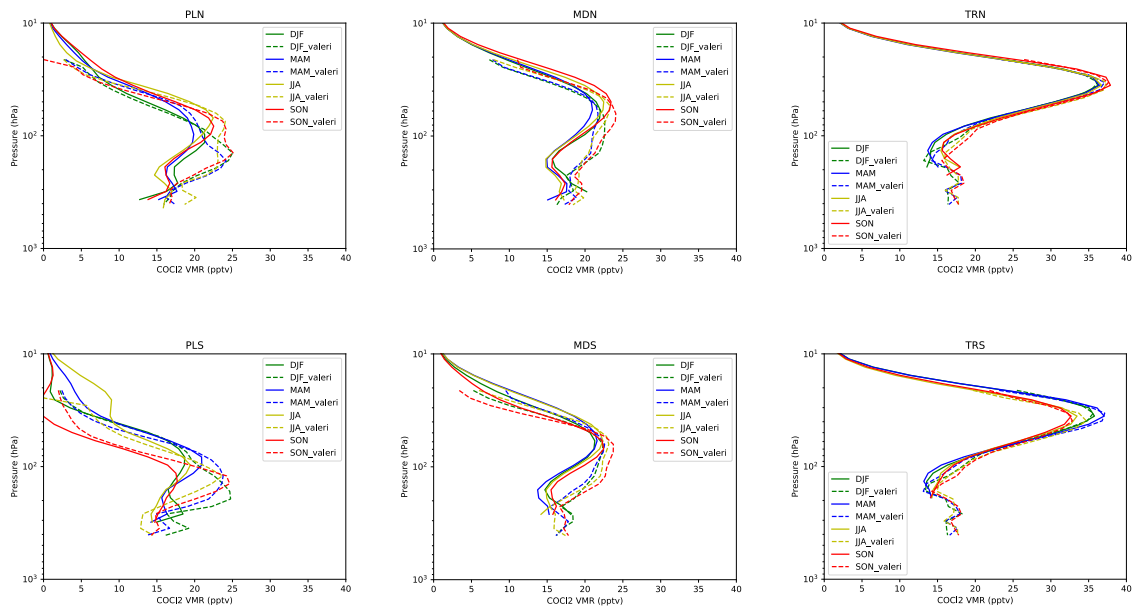 PLN
10¹
10²
10³
Pressure (hPa)
DJF
DJF_valeri
MAM
MAM_valeri
JJA
JJA_valeri
SON
SON_valeri
0 5 10 15 20 25 30 35 40
COCl2 VMR (pptv)
MDN
10¹
10²
10³
Pressure (hPa)
DJF
DJF_valeri
MAM
MAM_valeri
JJA
JJA_valeri
SON
SON_valeri
0 5 10 15 20 25 30 35 40
COCl2 VMR (pptv)
TRN
10¹
10²
10³
Pressure (hPa)
DJF
DJF_valeri
MAM
MAM_valeri
JJA
JJA_valeri
SON
SON_valeri
0 5 10 15 20 25 30 35 40
COCl2 VMR (pptv)
PLS
10¹
10²
10³
Pressure (hPa)
DJF
DJF_valeri
MAM
MAM_valeri
JJA
JJA_valeri
SON
SON_valeri
0 5 10 15 20 25 30 35 40
COCl2 VMR (pptv)
MDS
10¹
10²
10³
Pressure (hPa)
DJF
DJF_valeri
MAM
MAM_valeri
JJA
JJA_valeri
SON
SON_valeri
0 5 10 15 20 25 30 35 40
COCl2 VMR (pptv)
TRS
10¹
10²
10³
Pressure (hPa)
DJF
DJF_valeri
MAM
MAM_valeri
JJA
JJA_valeri
SON
SON_valeri
0 5 10 15 20 25 30 35 40
COCl2 VMR (pptv)